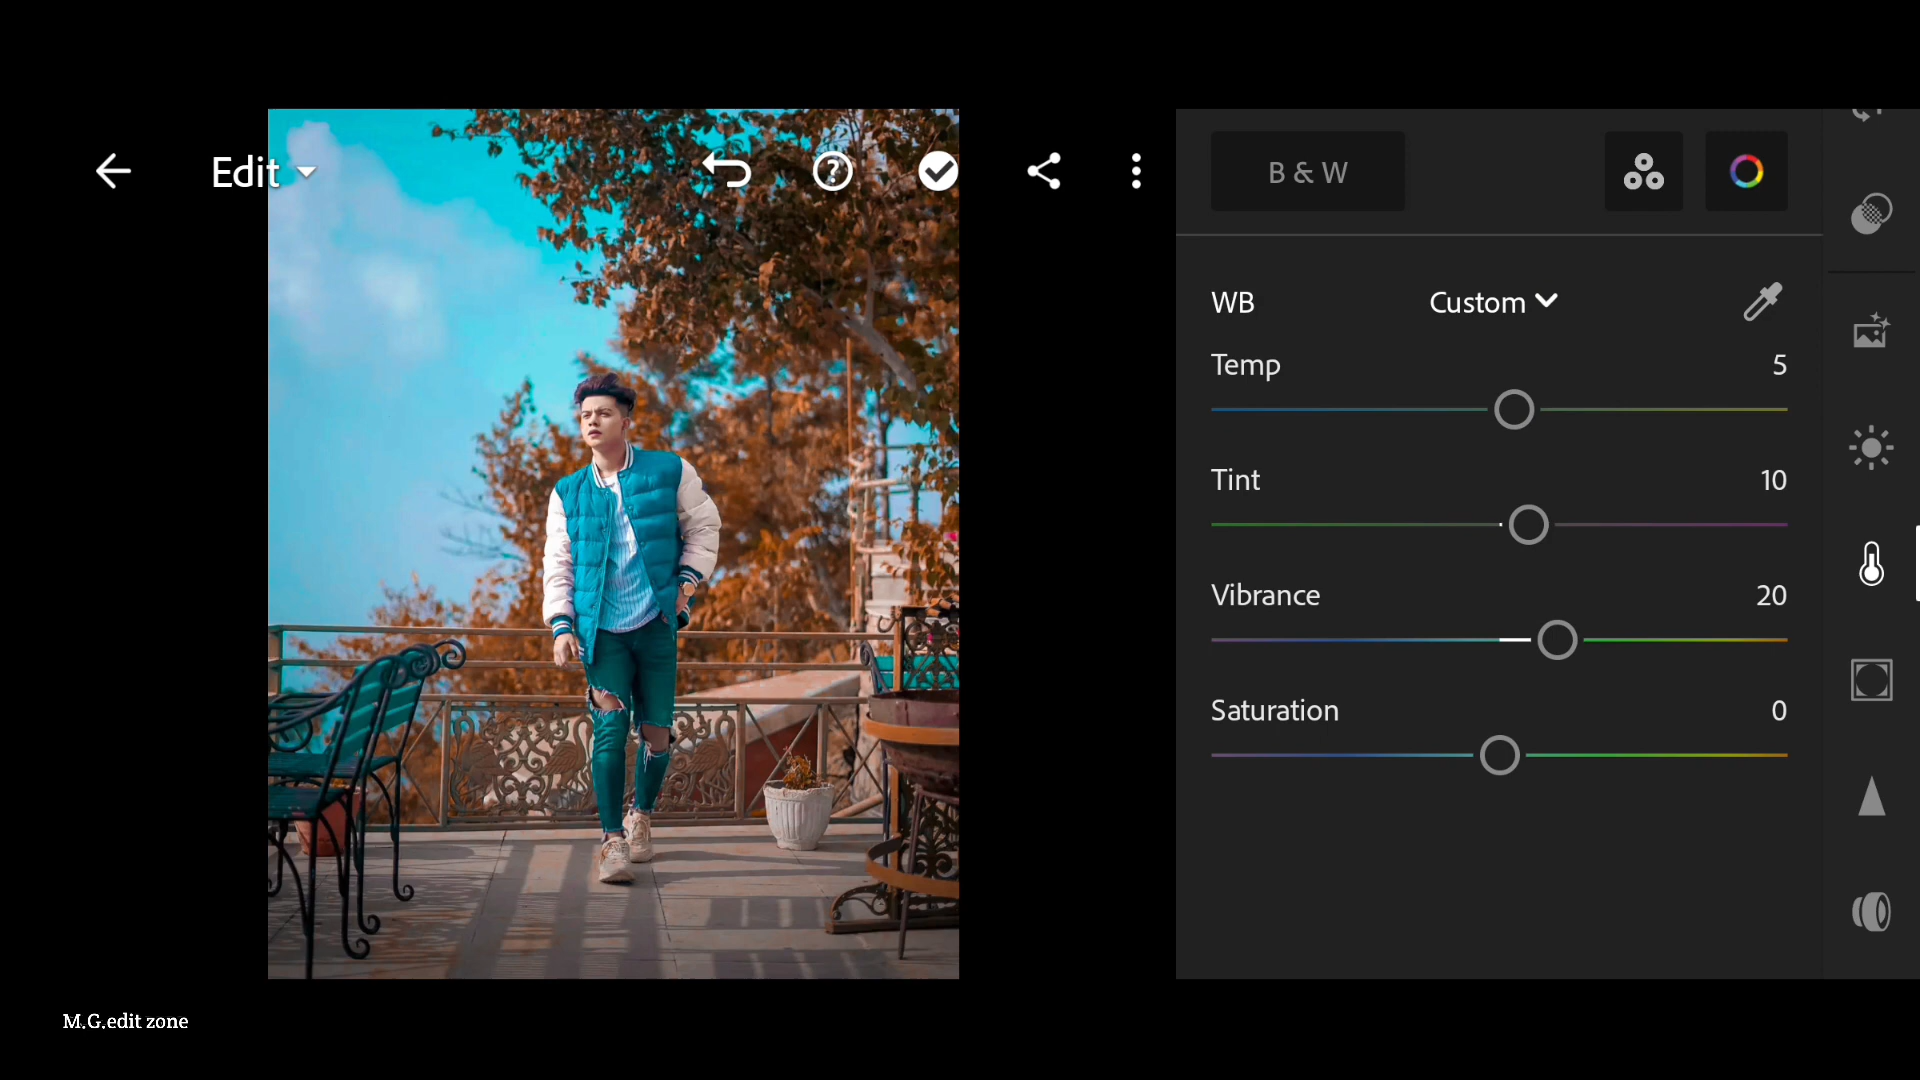 Edit
B & W
WB Custom
Temp 5
Tint 10
Vibrance 20
Saturation 0
M.G.edit zone